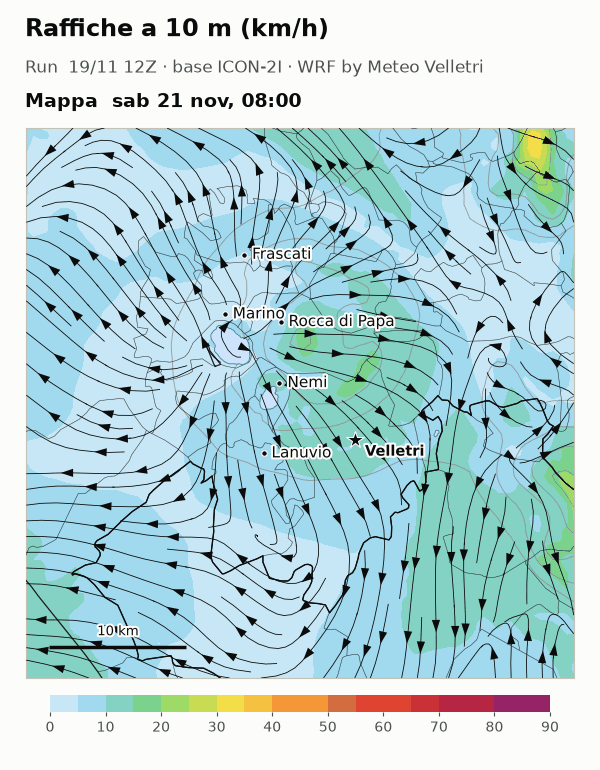 Raffiche a 10 m (km/h)
Run  19/11 12Z · base ICON-2I · WRF by Meteo Velletri
Mappa  sab 21 nov, 08:00
Frascati
Marino
Rocca di Papa
Nemi
Lanuvio
Velletri
10 km
0 10 20 30 40 50 60 70 80 90